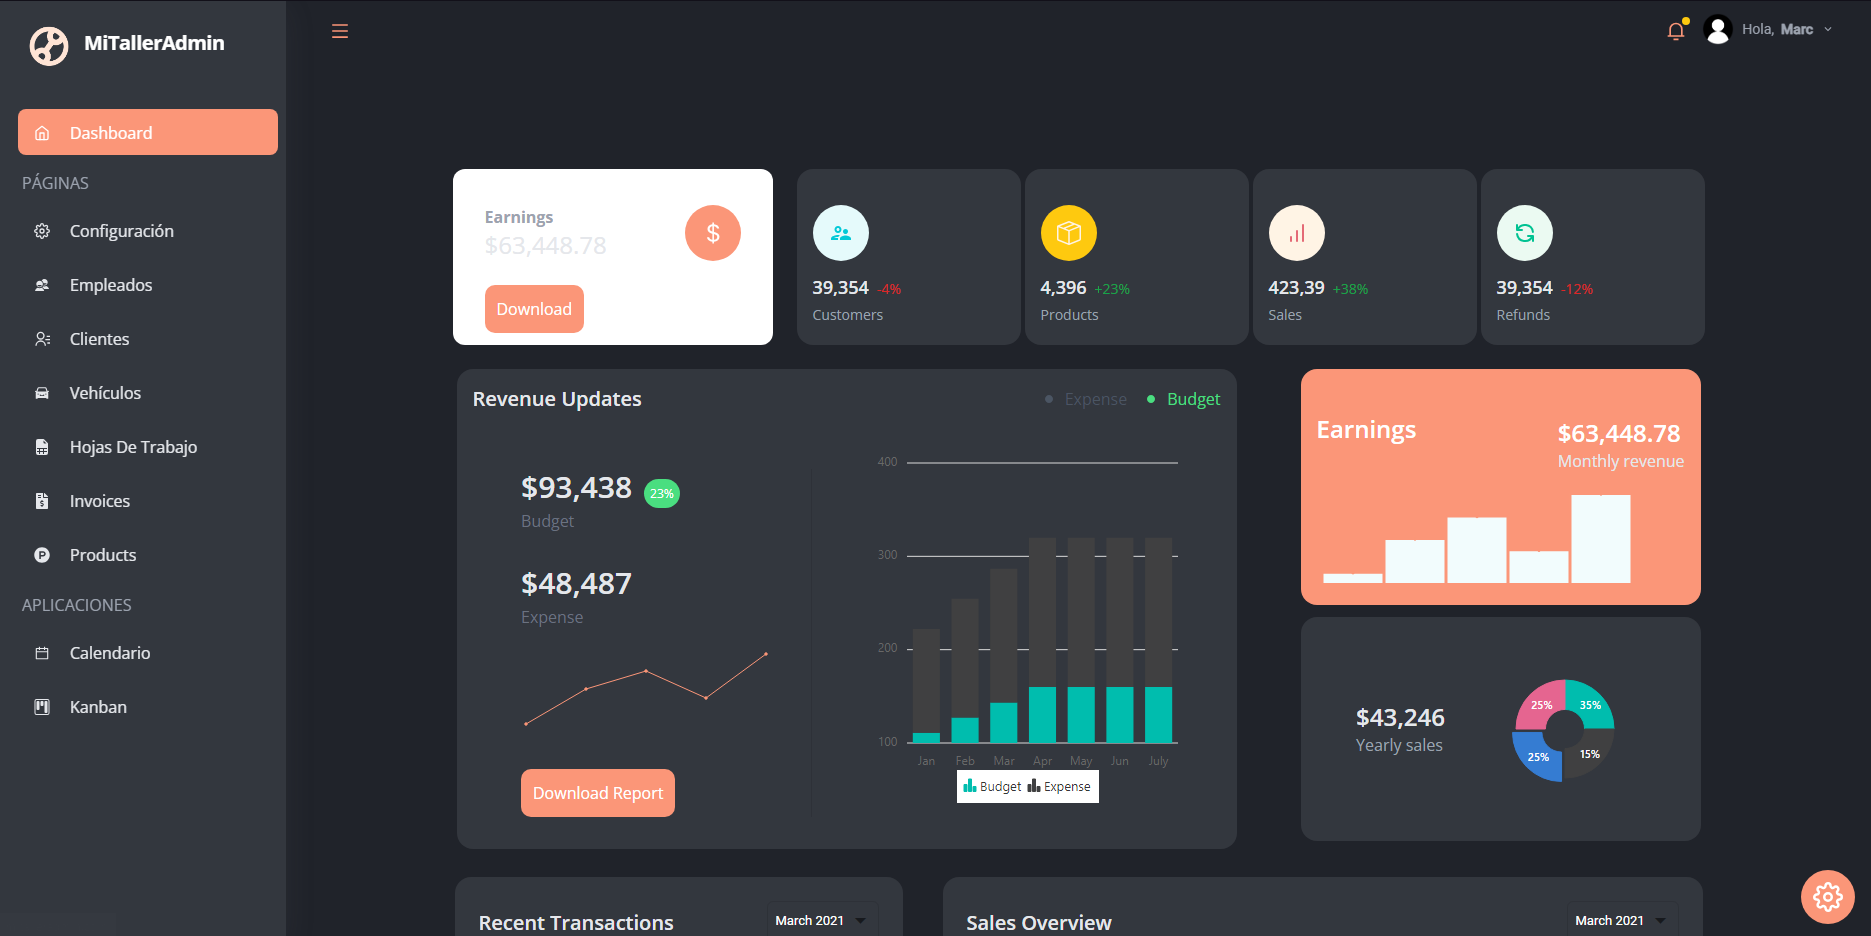 MiTallerAdmin
Hola, Marc
Dashboard
PÁGINAS
Configuración
Empleados
Clientes
Vehículos
Hojas De Trabajo
Invoices
Products
APLICACIONES
Calendario
Kanban
Earnings
$63,448.78
$
Download
39,354 -4%
Customers
4,396 +23%
Products
423,39 +38%
Sales
39,354 -12%
Refunds
Revenue Updates
Expense
Budget
$93,438 23%
Budget
$48,487
Expense
Download Report
400
300
200
100
Jan Feb Mar Apr May Jun July
Budget Expense
Earnings
$63,448.78
Monthly revenue
$43,246
Yearly sales
25% 35%
25% 15%
Recent Transactions
March 2021
Sales Overview
March 2021